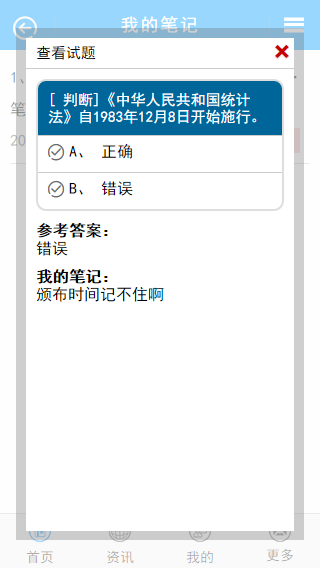 我的笔记
查看试题
[ 判断]《中华人民共和国统计
法》自1983年12月8日开始施行。
A、 正确
B、 错误
参考答案：
错误
我的笔记：
颁布时间记不住啊
首页 资讯 我的 更多